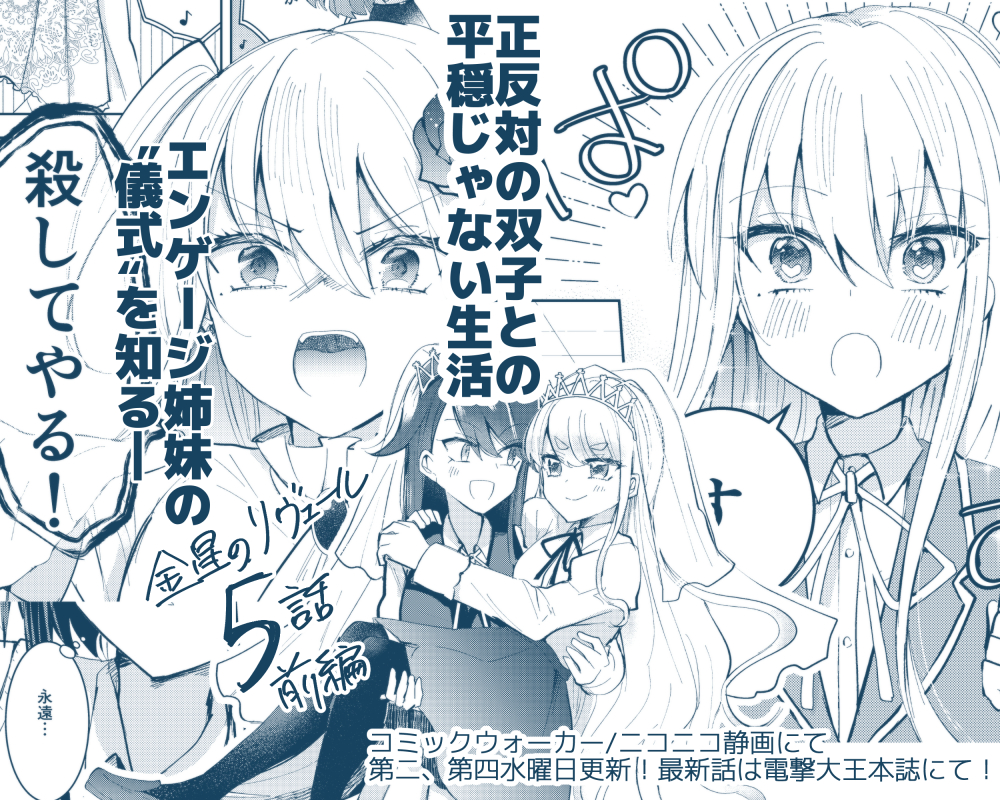 正反対の双子との
平穏じゃない生活
エンゲージ姉妹の
"儀式"を知るー
殺してやる！
金星のリヴュール
5話
前編
永遠…
コミックウォーカー/ニコニコ静画にて
第二、第四水曜日更新！最新話は電撃大王本誌にて！